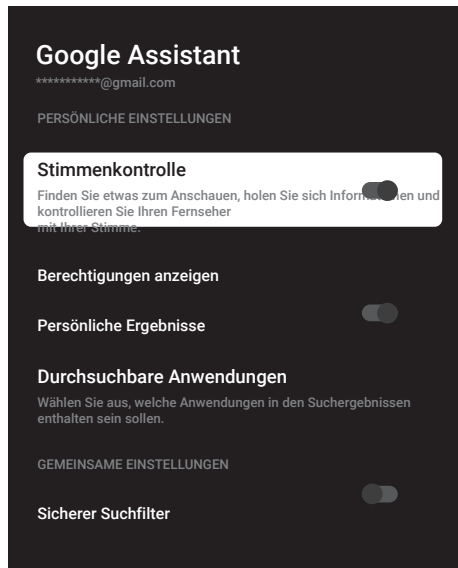 Google Assistant
***********@gmail.com
PERSÖNLICHE EINSTELLUNGEN
Stimmenkontrolle
Finden Sie etwas zum Anschauen, holen Sie sich Informationen und
kontrollieren Sie Ihren Fernseher
mit Ihrer Stimme.
Berechtigungen anzeigen
Persönliche Ergebnisse
Durchsuchbare Anwendungen
Wählen Sie aus, welche Anwendungen in den Suchergebnissen
enthalten sein sollen.
GEMEINSAME EINSTELLUNGEN
Sicherer Suchfilter